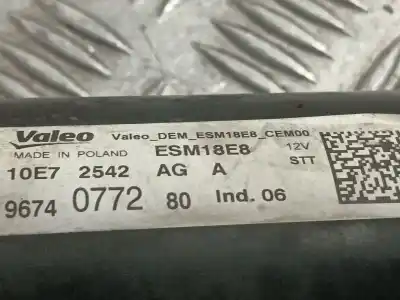 Valeo Valeo_DEM_ESM18E8_CEM00
MADE IN POLAND ESM18E8 12V
10E7 2542 AG A STT
9674 0772 80 Ind. 06